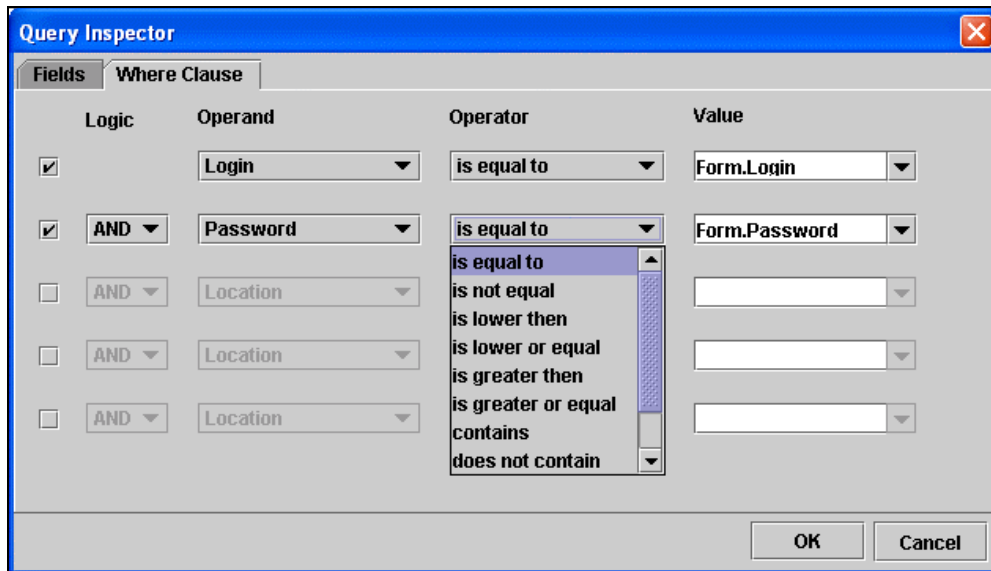 Query Inspector
Fields Where Clause
Logic Operand Operator Value
Login is equal to Form.Login
AND Password is equal to Form.Password
is equal to
is not equal
AND Location
is lower then
is lower or equal
AND Location
is greater then
is greater or equal
AND Location
contains
does not contain
OK Cancel